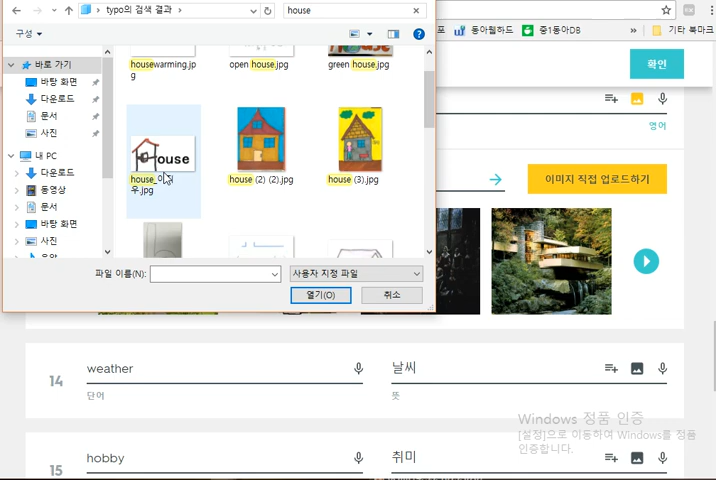 typo의 검색 결과
house
동아웹하드
중1동아DB
기타 북마크
구성
확인
바로 가기
바탕 화면
다운로드
문서
사진
내 PC
다운로드
동영상
문서
바탕 화면
사진
housewarming.jp
g
open house.jpg
green house.jpg
ouse
house_이
우.jpg
house (2) (2).jpg
house (3).jpg
영어
이미지 직접 업로드하기
파일 이름(N):
사용자 지정 파일
열기(O)
취소
14
weather
단어
날씨
뜻
15
hobby
취미
Windows 정품 인증
[설정]으로 이동하여 Windows를 정품
인증합니다.